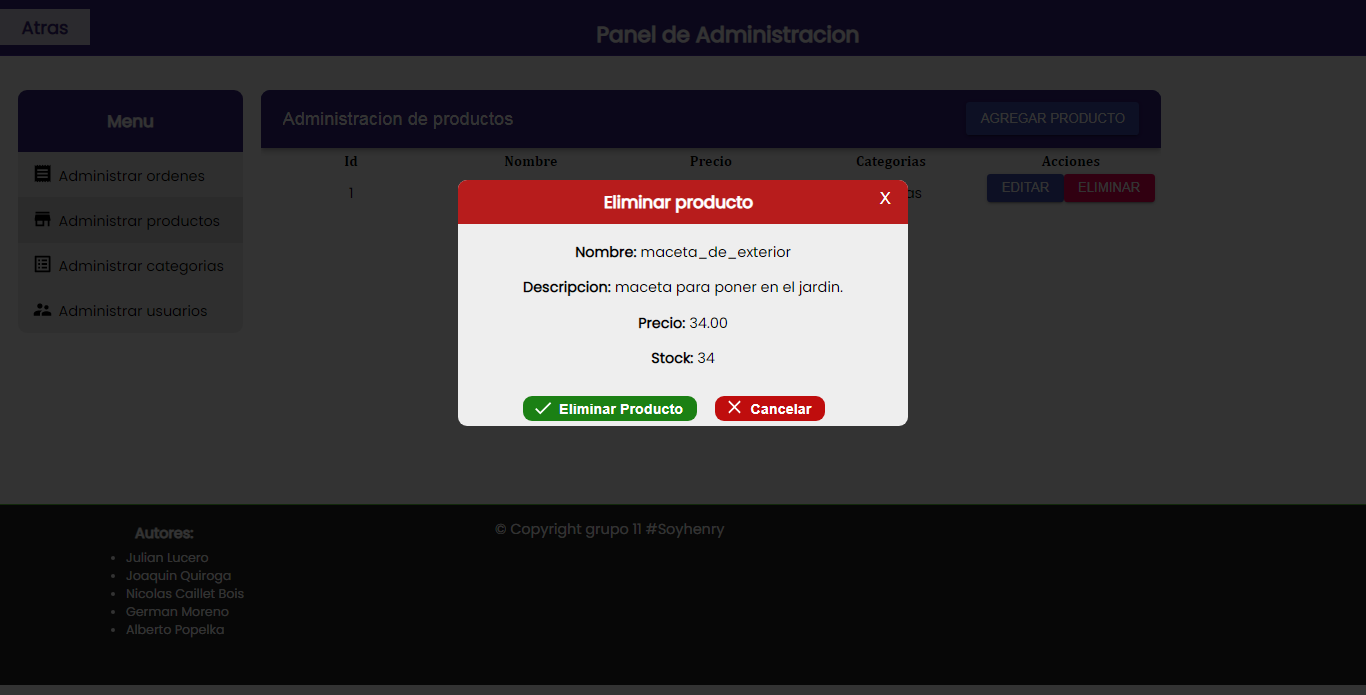 Atras
Panel de Administracion
Menu
Administrar ordenes
Administrar productos
Administrar categorias
Administrar usuarios
Administracion de productos
AGREGAR PRODUCTO
Id Nombre Precio Categorias Acciones
1 as EDITAR ELIMINAR
Eliminar producto X
Nombre: maceta_de_exterior
Descripcion: maceta para poner en el jardin.
Precio: 34.00
Stock: 34
Eliminar Producto Cancelar
Autores:
Julian Lucero
Joaquin Quiroga
Nicolas Caillet Bois
German Moreno
Alberto Popelka
© Copyright grupo 11 #Soyhenry